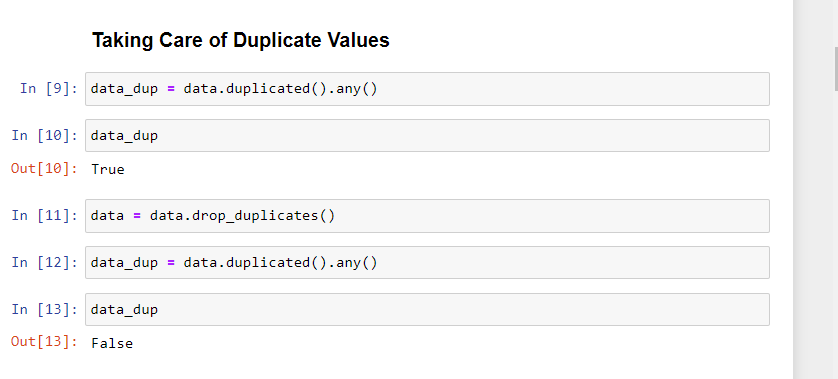 Taking Care of Duplicate Values
In [9]: data_dup = data.duplicated().any()
In [10]: data_dup
Out[10]: True
In [11]: data = data.drop_duplicates()
In [12]: data_dup = data.duplicated().any()
In [13]: data_dup
Out[13]: False